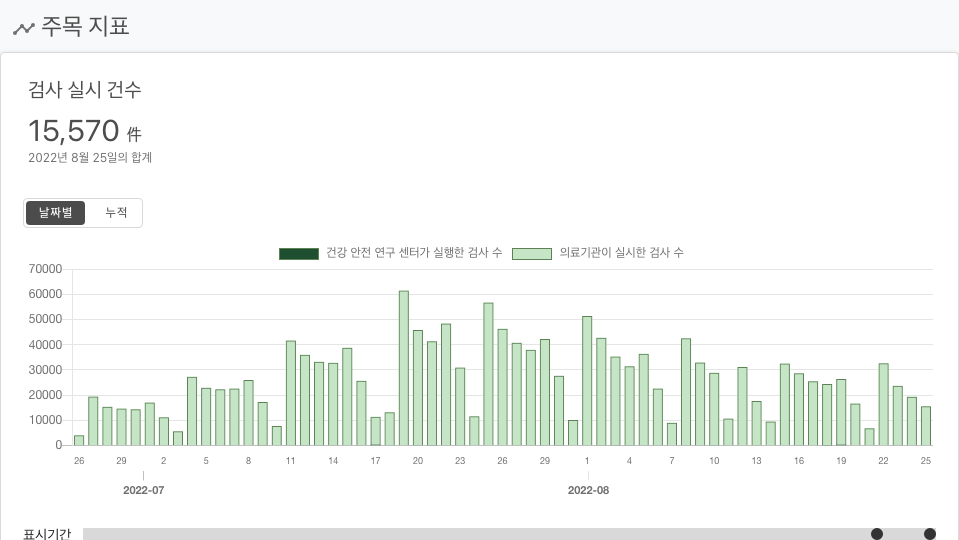 주목 지표
검사 실시 건수
15,570 件
2022년 8월 25일의 합계
날짜별 누적
건강 안전 연구 센터가 실행한 검사 수 의료기관이 실시한 검사 수
70000
60000
50000
40000
30000
20000
10000
0
26 29 2 5 8 11 14 17 20 23 26 29 1 4 7 10 13 16 19 22 25
2022-07 2022-08
표시기간